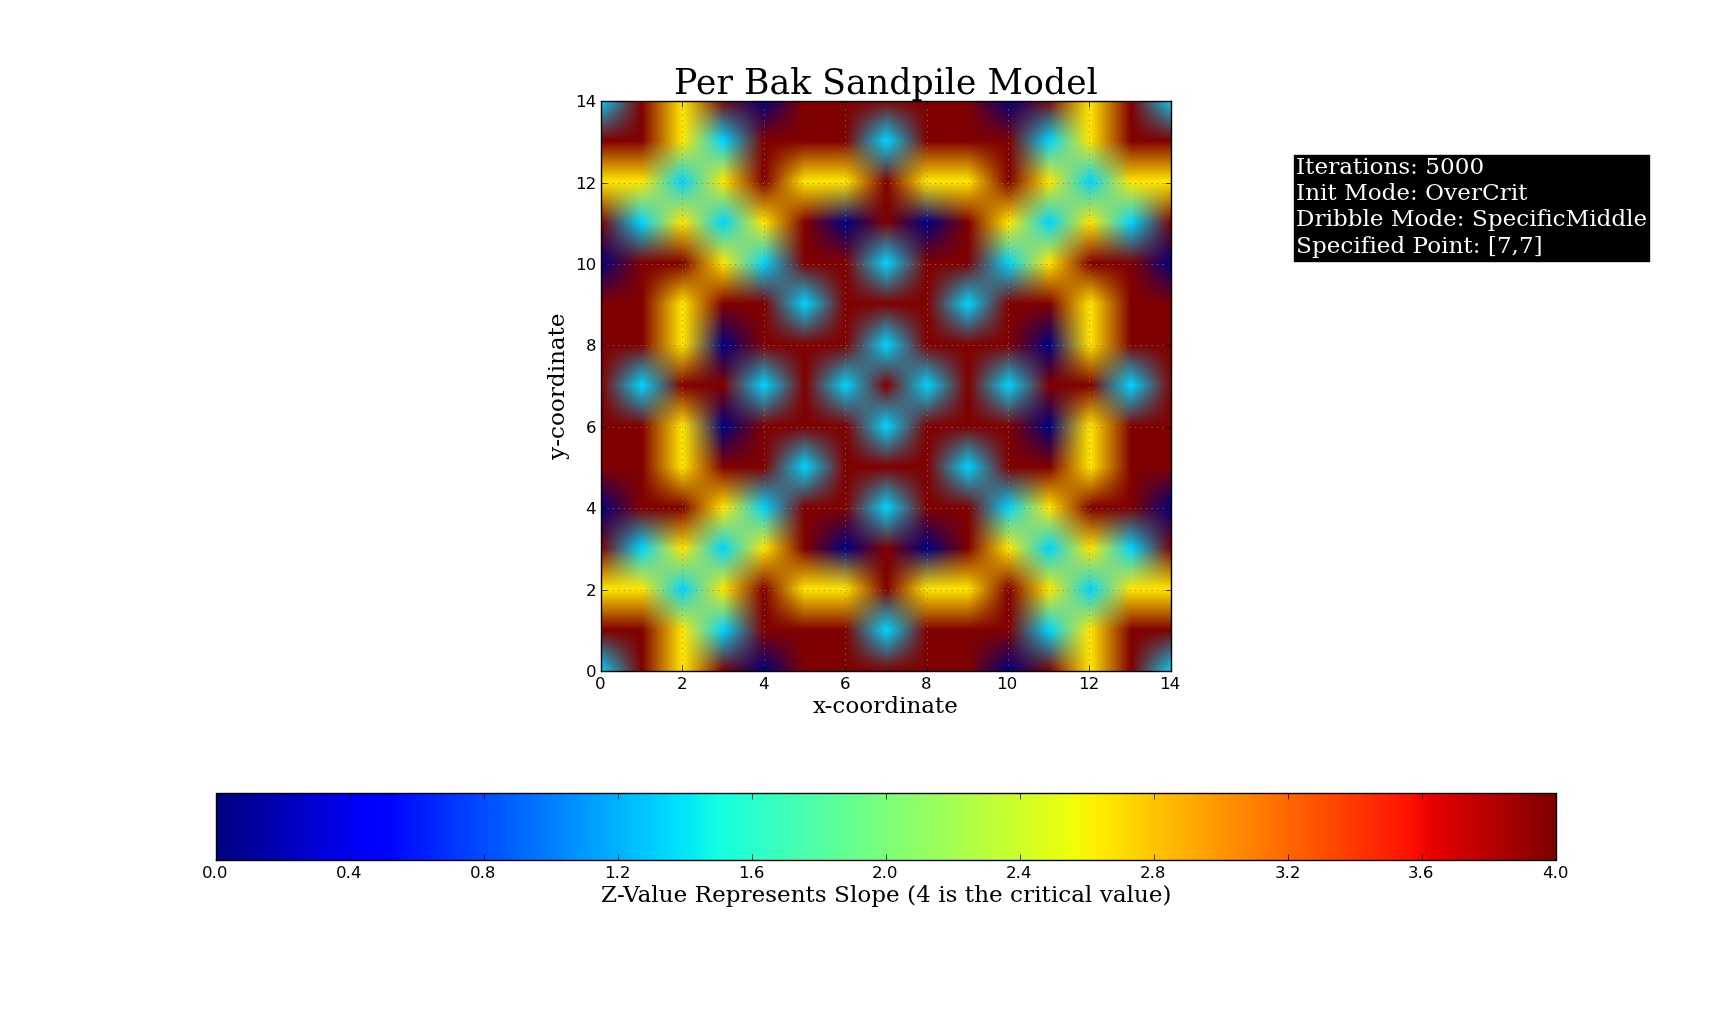 Per Bak Sandpile Model
14
12
10
8
6
4
2
0
y-coordinate
0 2 4 6 8 10 12 14
x-coordinate
Iterations: 5000
Init Mode: OverCrit
Dribble Mode: SpecificMiddle
Specified Point: [7,7]
0.0 0.4 0.8 1.2 1.6 2.0 2.4 2.8 3.2 3.6 4.0
Z-Value Represents Slope (4 is the critical value)